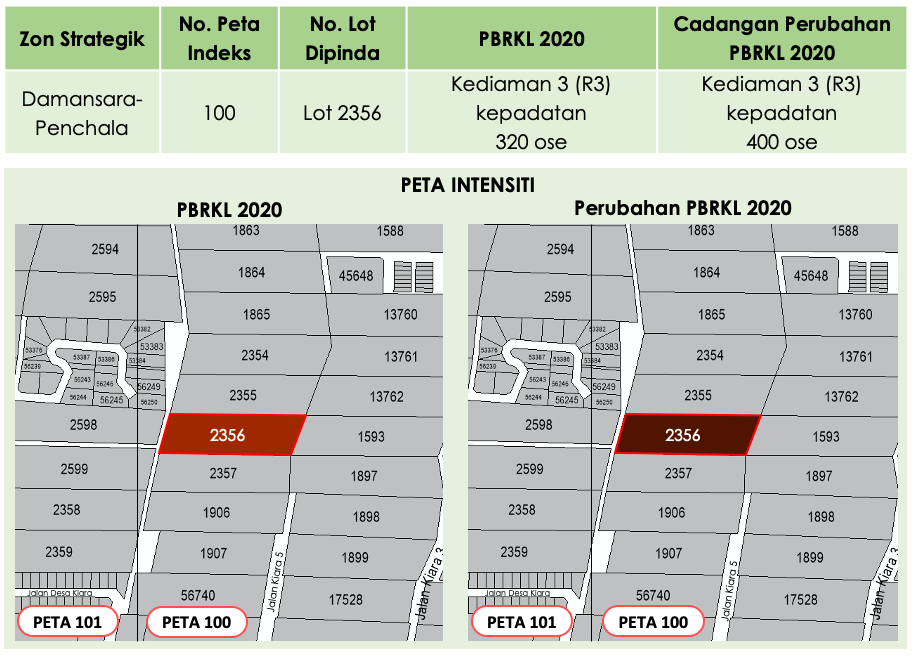 Zon Strategik
No. Peta
Indeks
No. Lot
Dipinda
PBRKL 2020
Cadangan Perubahan
PBRKL 2020
Damansara-
Penchala
100
Lot 2356
Kediaman 3 (R3)
kepadatan
320 ose
Kediaman 3 (R3)
kepadatan
400 ose
PETA INTENSITI
PBRKL 2020
2594
1863
1588
1864
45648
2595
1865
13760
53382
53383
53376
53387
53386
53384
2354
13761
56239
56243
56246
56249
56244
56245
56250
2355
13762
2598
2356
1593
2599
2357
1897
2358
1906
1898
2359
1907
1899
Jalan Desa Kiara
56740
Jalan Kiara 5
17528
Jalan Kiara 3
PETA 101
PETA 100
Perubahan PBRKL 2020
2594
1863
1588
1864
45648
2595
1865
13760
53382
53383
53376
53387
53386
53384
2354
13761
56239
56243
56246
56249
56244
56245
56250
2355
13762
2598
2356
1593
2599
2357
1897
2358
1906
1898
2359
1907
1899
Jalan Desa Kiara
56740
Jalan Kiara 5
17528
Jalan Kiara 3
PETA 101
PETA 100